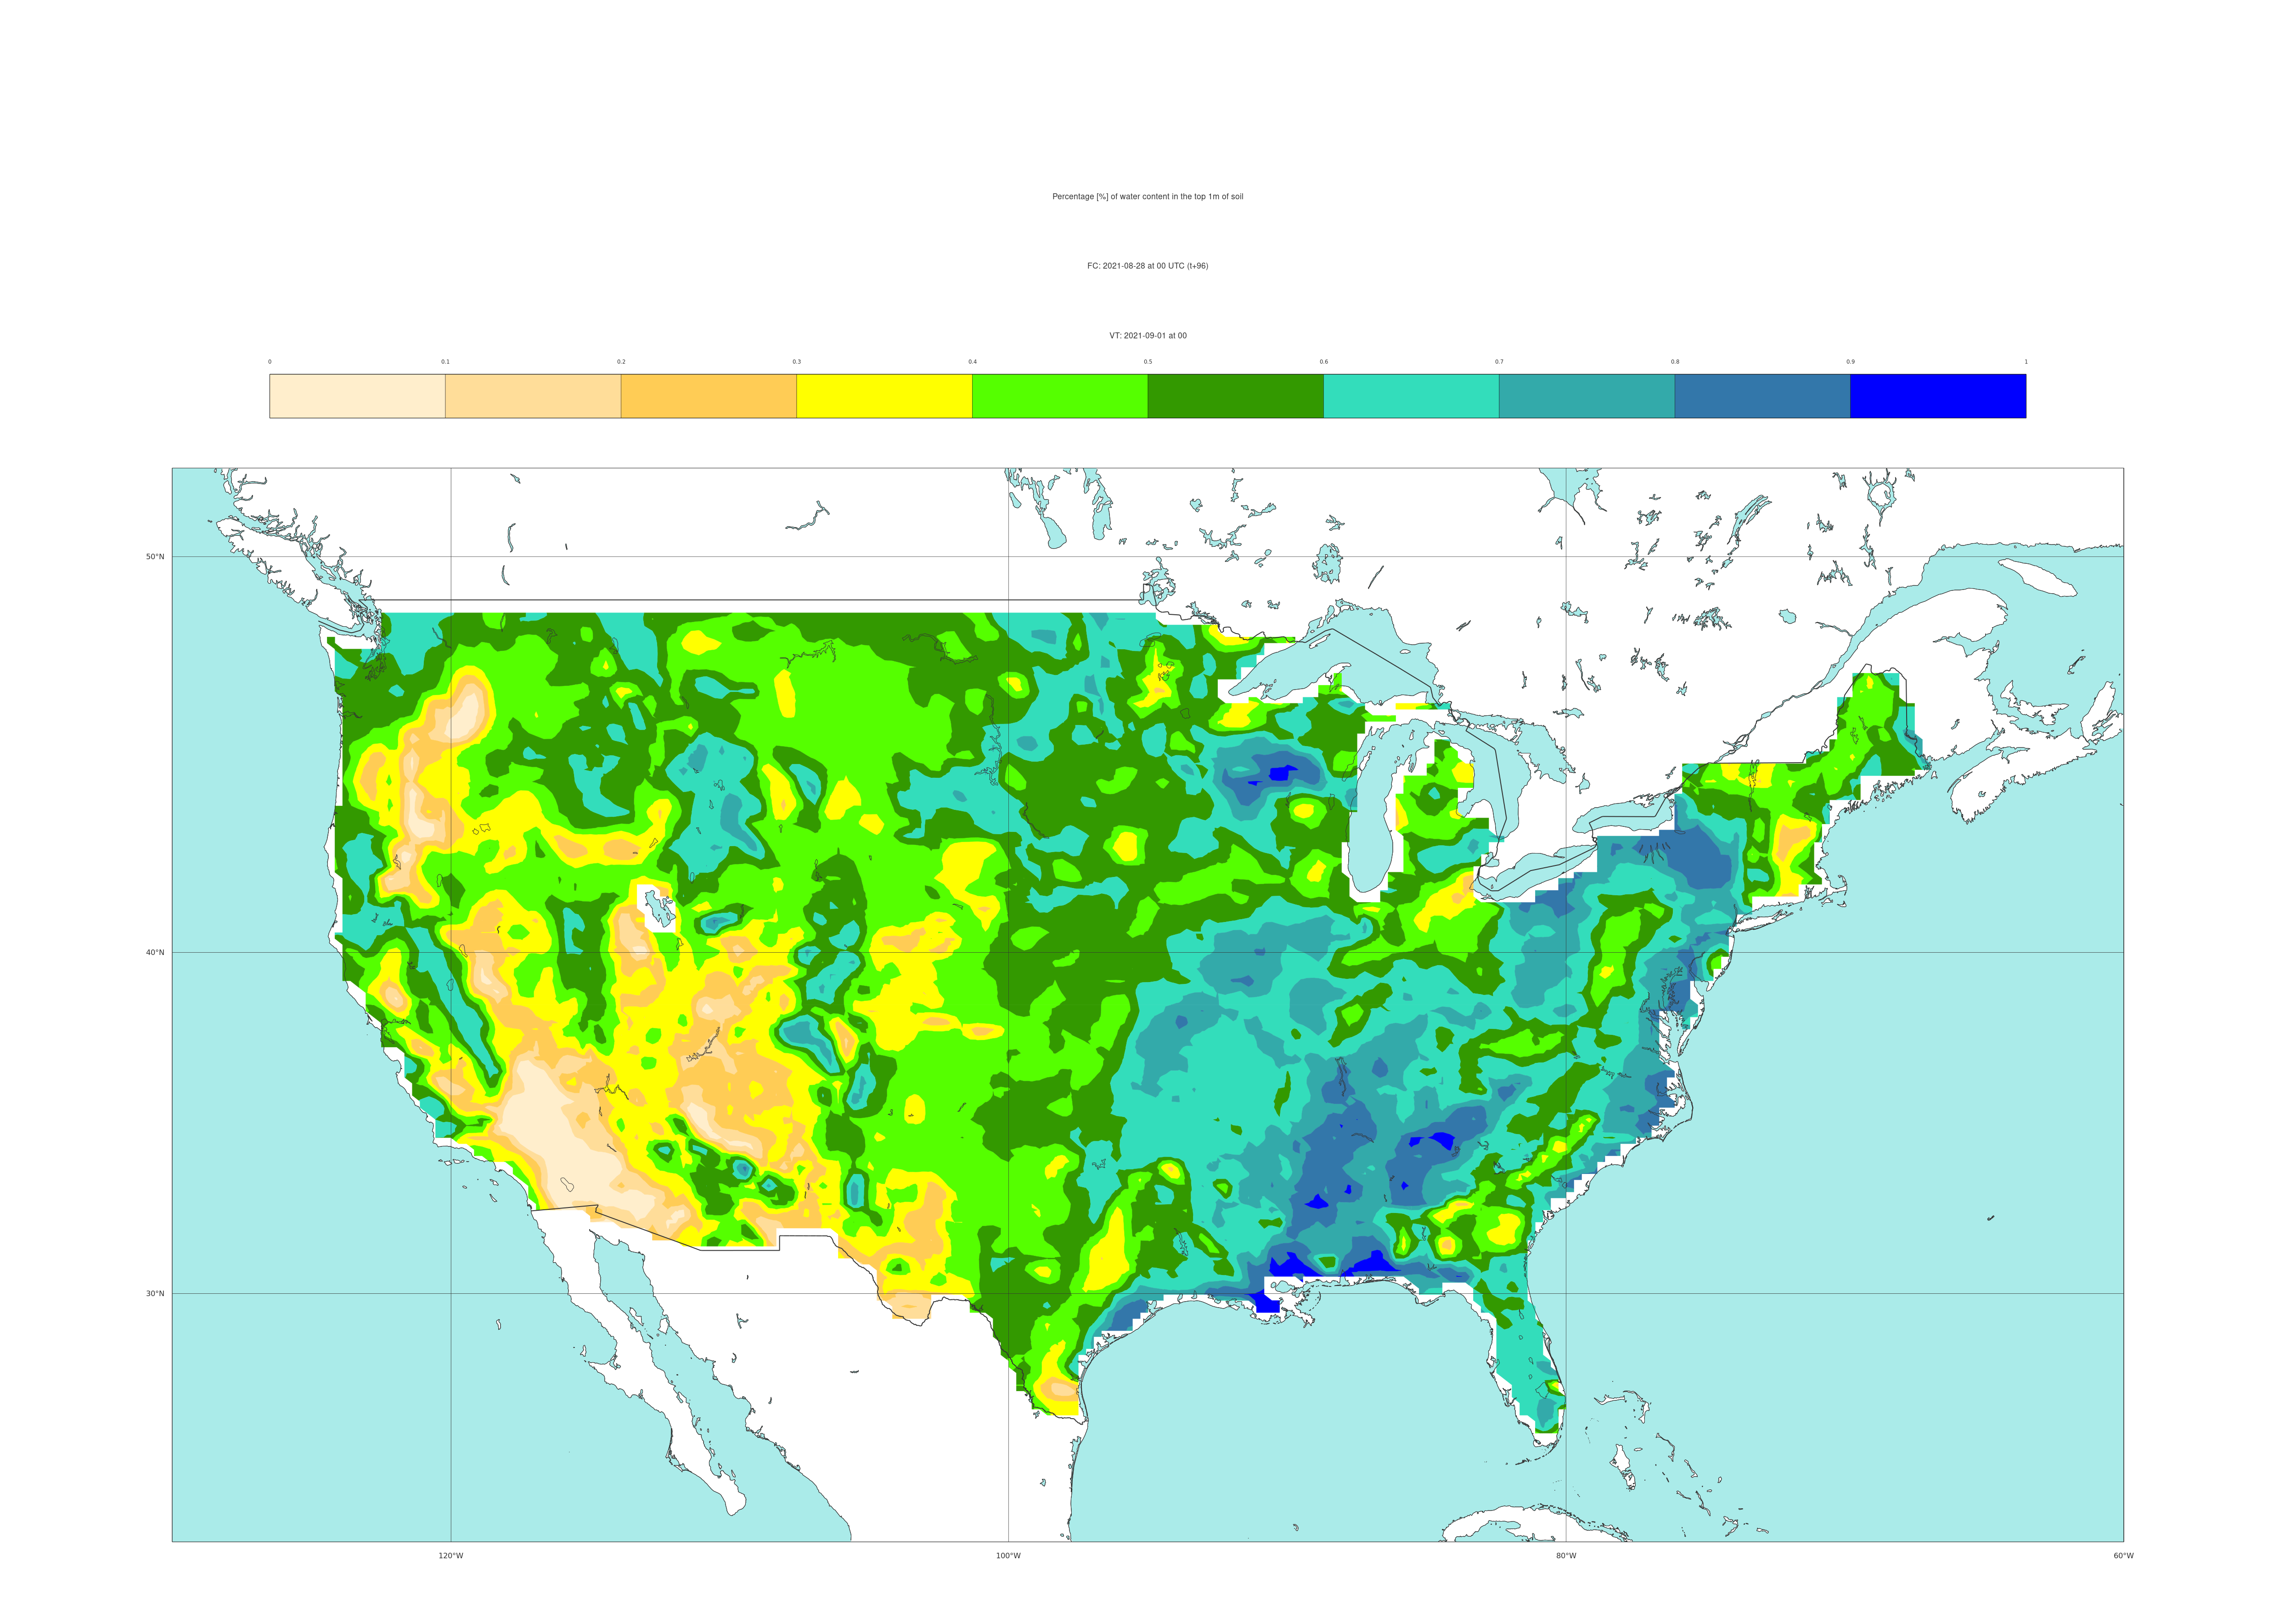 Percentage [%] of water content in the top 1m of soil
FC: 2021-08-28 at 00 UTC (t+96)
VT: 2021-09-01 at 00
0 0.1 0.2 0.3 0.4 0.5 0.6 0.7 0.8 0.9 1
50°N
40°N
30°N
120°W 100°W 80°W 60°W